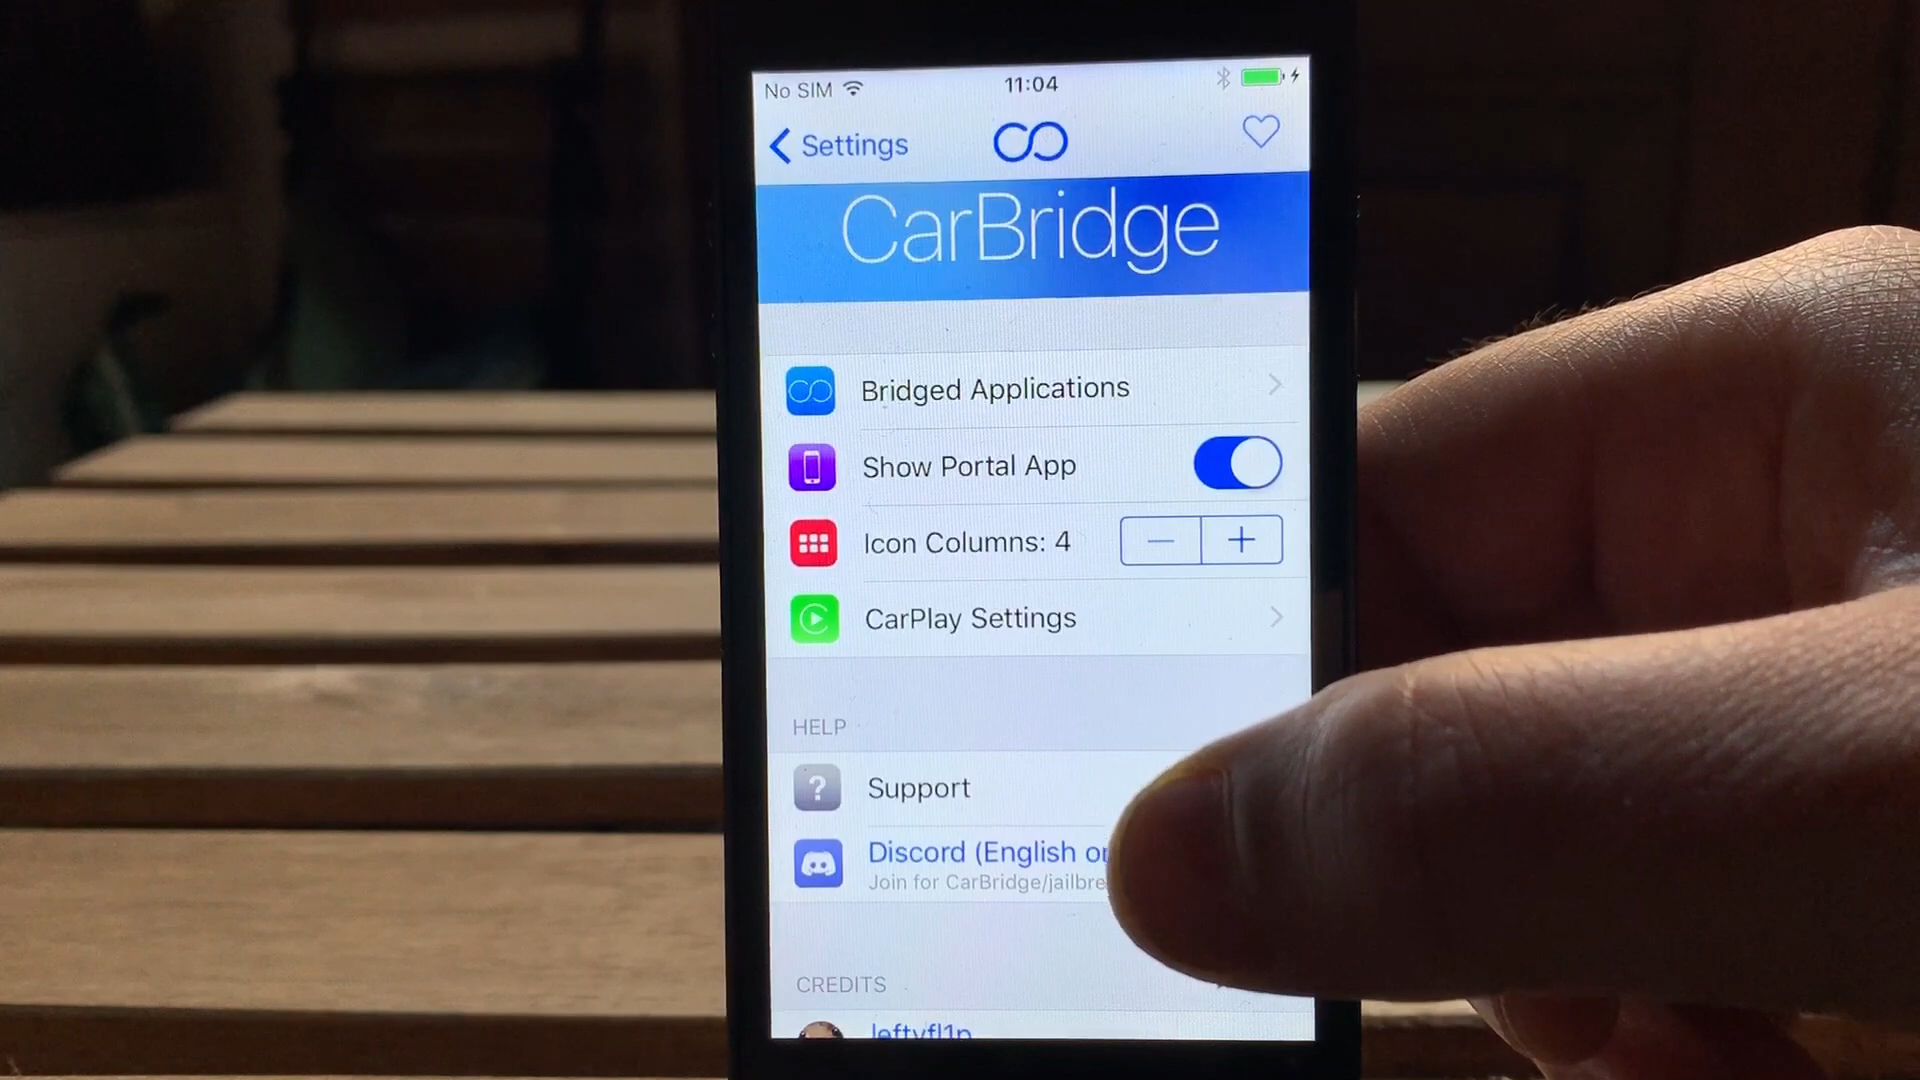 No SIM 11:04
Settings
CarBridge
Bridged Applications
Show Portal App
Icon Columns: 4
CarPlay Settings
HELP
?
Support
Discord (English
Join for CarBridge/jailbre
CREDITS
leftyfl1p